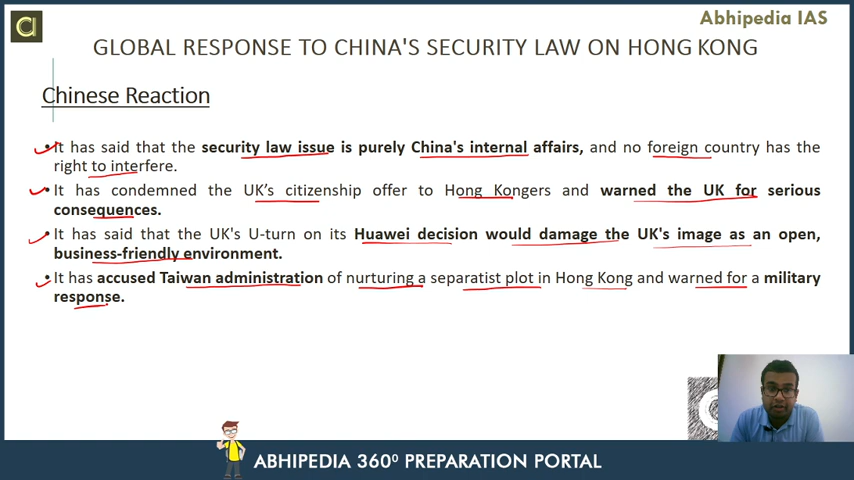 Abhipedia IAS
GLOBAL RESPONSE TO CHINA'S SECURITY LAW ON HONG KONG
Chinese Reaction
• It has said that the security law issue is purely China's internal affairs, and no foreign country has the
right to interfere.
• It has condemned the UK's citizenship offer to Hong Kongers and warned the UK for serious
consequences.
• It has said that the UK's U-turn on its Huawei decision would damage the UK's image as an open,
business-friendly environment.
• It has accused Taiwan administration of nurturing a separatist plot in Hong Kong and warned for a military
response.
ABHIPEDIA 360⁰ PREPARATION PORTAL